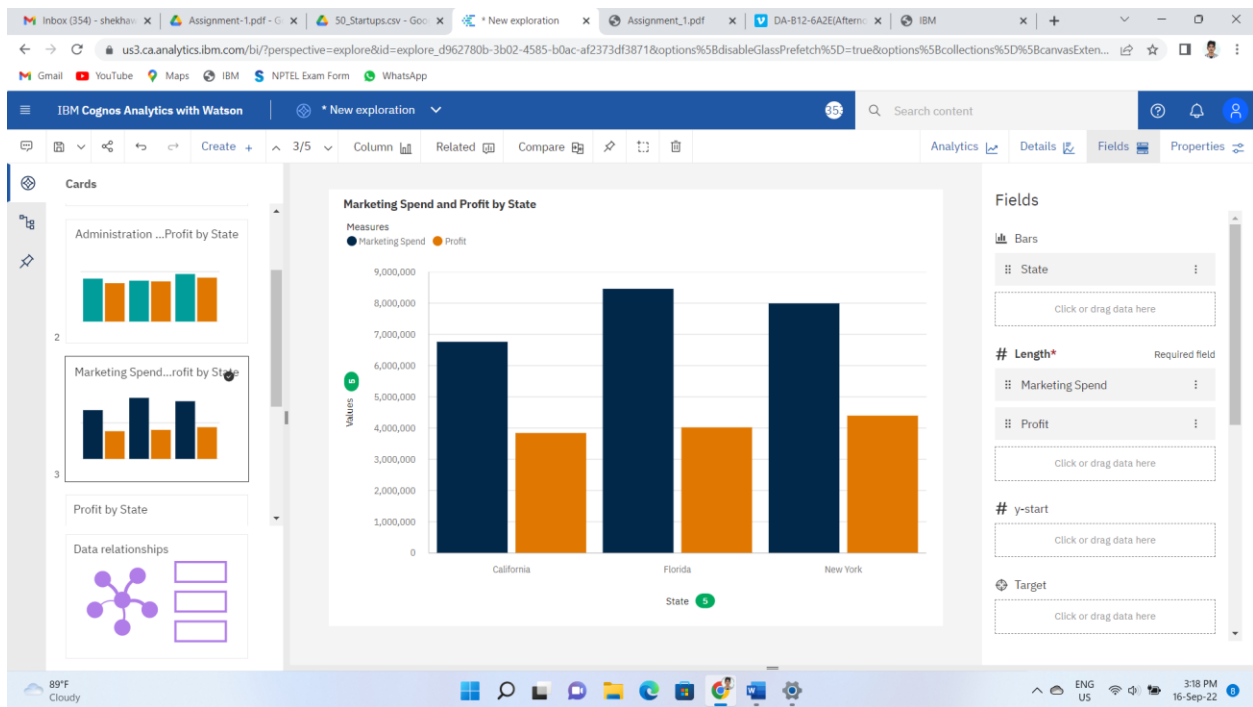 Inbox (354) - shekhav
Assignment-1.pdf - G
50_Startups.csv - Goo
* New exploration
Assignment_1.pdf
DA-B12-6A2E(Aftern
IBM
us3.ca.analytics.ibm.com/bi/?perspective=explore&id=explore_d962780b-3b02-4585-b0ac-af2373df3871&options%5BdisableGlassPrefetch%5D=true&options%5Bcollections%5D%5BcanvasExten...
Gmail YouTube Maps IBM NPTEL Exam Form WhatsApp
IBM Cognos Analytics with Watson
* New exploration
Search content
Create + 3/5 Column Related Compare Analytics Details Fields Properties
Cards
Administration ...Profit by State
2
Marketing Spend...rofit by State
3
Profit by State
Data relationships
Marketing Spend and Profit by State
Measures
Marketing Spend Profit
9,000,000
8,000,000
7,000,000
6,000,000
5,000,000
4,000,000
3,000,000
2,000,000
1,000,000
0
Values 5
California Florida New York
State 5
Fields
Bars
State
Click or drag data here
# Length* Required field
Marketing Spend
Profit
Click or drag data here
# y-start
Click or drag data here
Target
Click or drag data here
89°F
Cloudy
ENG
US
3:18 PM
16-Sep-22
8